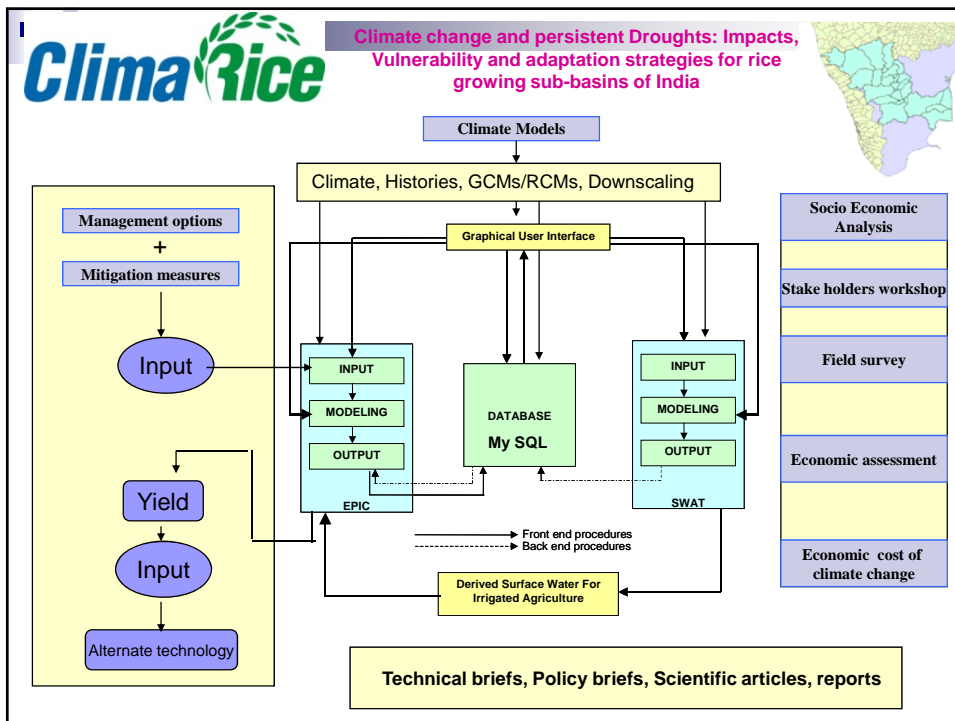 Clima Rice
Climate change and persistent Droughts: Impacts,
Vulnerability and adaptation strategies for rice
growing sub-basins of India
Climate Models
Climate, Histories, GCMs/RCMs, Downscaling
Graphical User Interface
Management options
+
Mitigation measures
Input
Yield
Input
Alternate technology
INPUT
MODELING
OUTPUT
EPIC
DATABASE
My SQL
INPUT
MODELING
OUTPUT
SWAT
Front end procedures
Back end procedures
Derived Surface Water For
Irrigated Agriculture
Socio Economic
Analysis
Stake holders workshop
Field survey
Economic assessment
Economic cost of
climate change
Technical briefs, Policy briefs, Scientific articles, reports